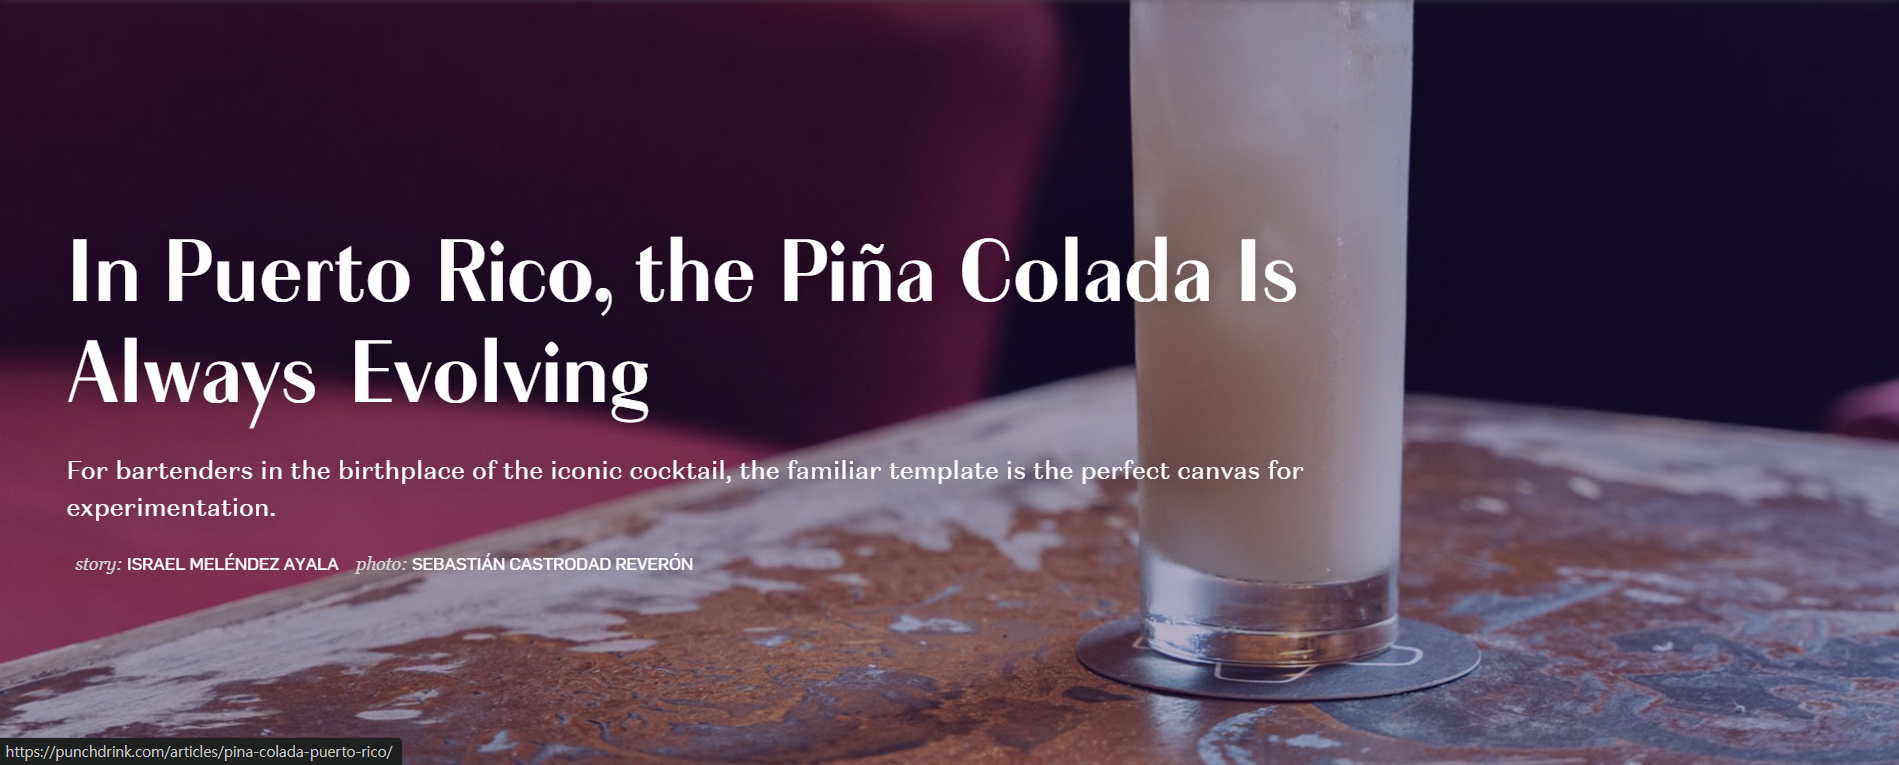 In Puerto Rico, the Piña Colada Is
Always Evolving
For bartenders in the birthplace of the iconic cocktail, the familiar template is the perfect canvas for
experimentation.
story: ISRAEL MELÉNDEZ AYALA photo: SEBASTIÁN CASTRODAD REVERÓN
https://punchdrink.com/articles/pina-colada-puerto-rico/